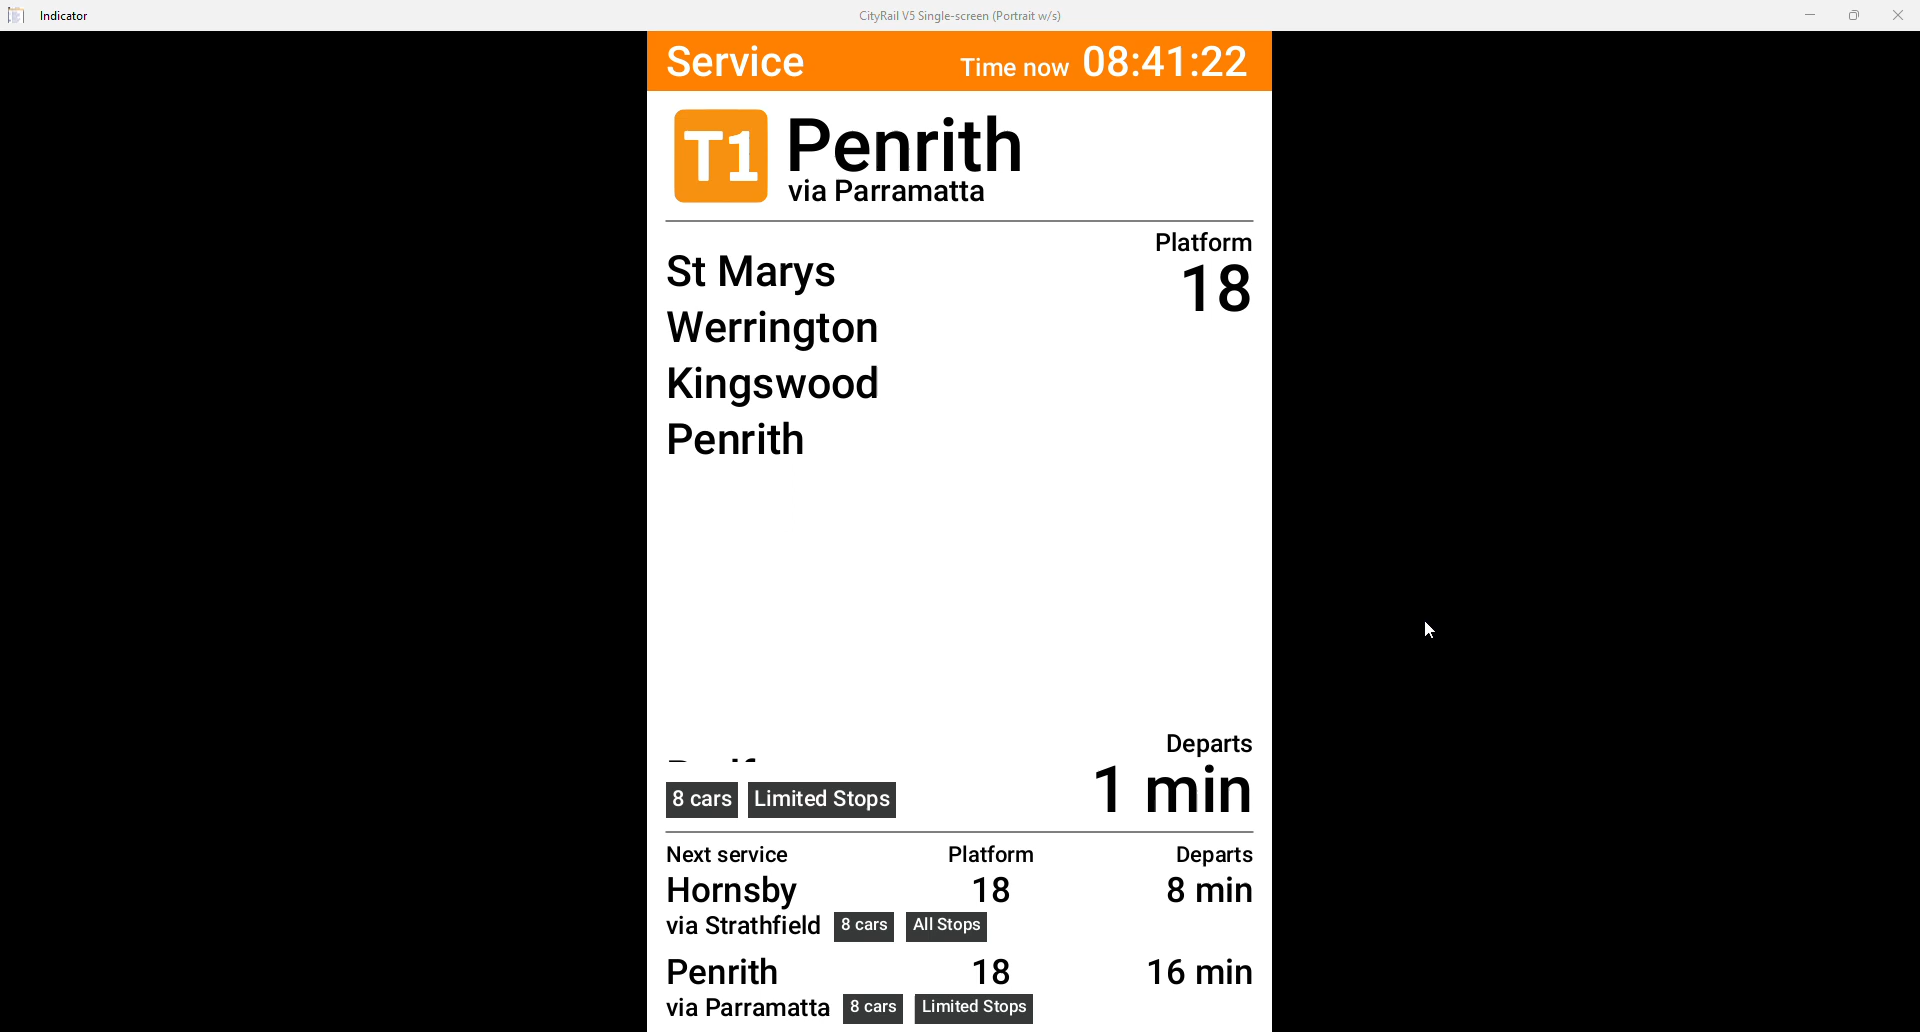 Indicator
CityRail V5 Single-screen (Portrait w/s)
Service
Time now 08:41:22
T1
Penrith
via Parramatta
Platform
18
St Marys
Werrington
Kingswood
Penrith
Departs
1 min
8 cars Limited Stops
Next service Platform Departs
Hornsby 18 8 min
via Strathfield 8 cars All Stops
Penrith 18 16 min
via Parramatta 8 cars Limited Stops